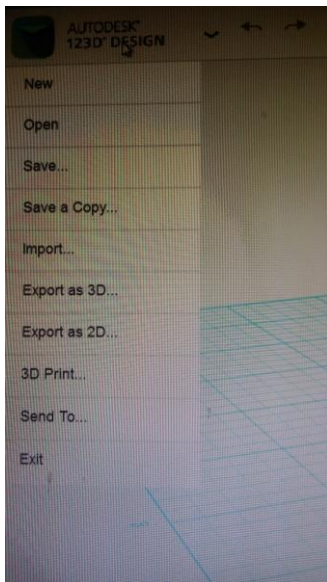 AUTODESK®
123D® DESIGN
New
Open
Save...
Save a Copy...
Import...
Export as 3D...
Export as 2D...
3D Print...
Send To...
Exit